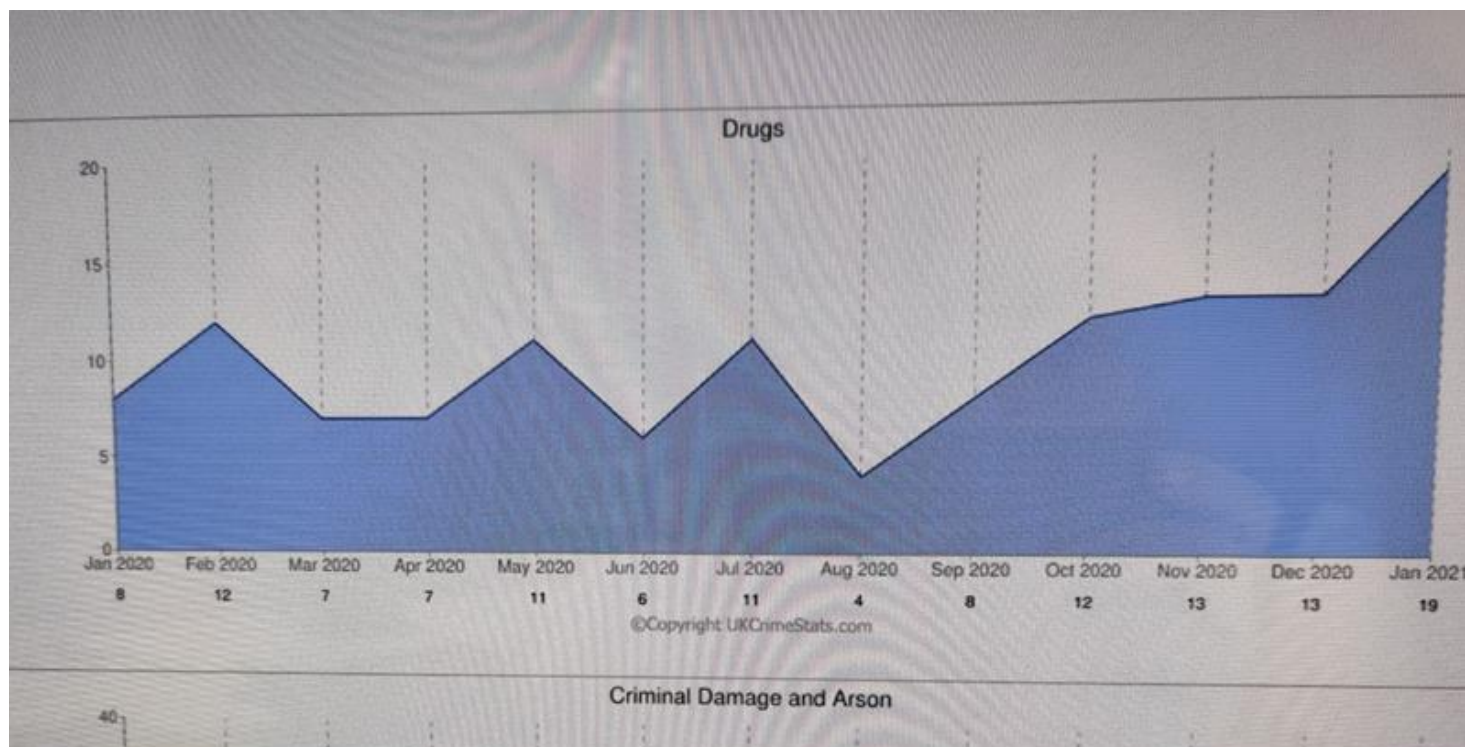 Drugs
20
15
10
5
0
Jan 2020 Feb 2020 Mar 2020 Apr 2020 May 2020 Jun 2020 Jul 2020 Aug 2020 Sep 2020 Oct 2020 Nov 2020 Dec 2020 Jan 2021
8 12 7 7 11 6 11 4 8 12 13 13 19
©Copyright UKCrimeStats.com
Criminal Damage and Arson
40